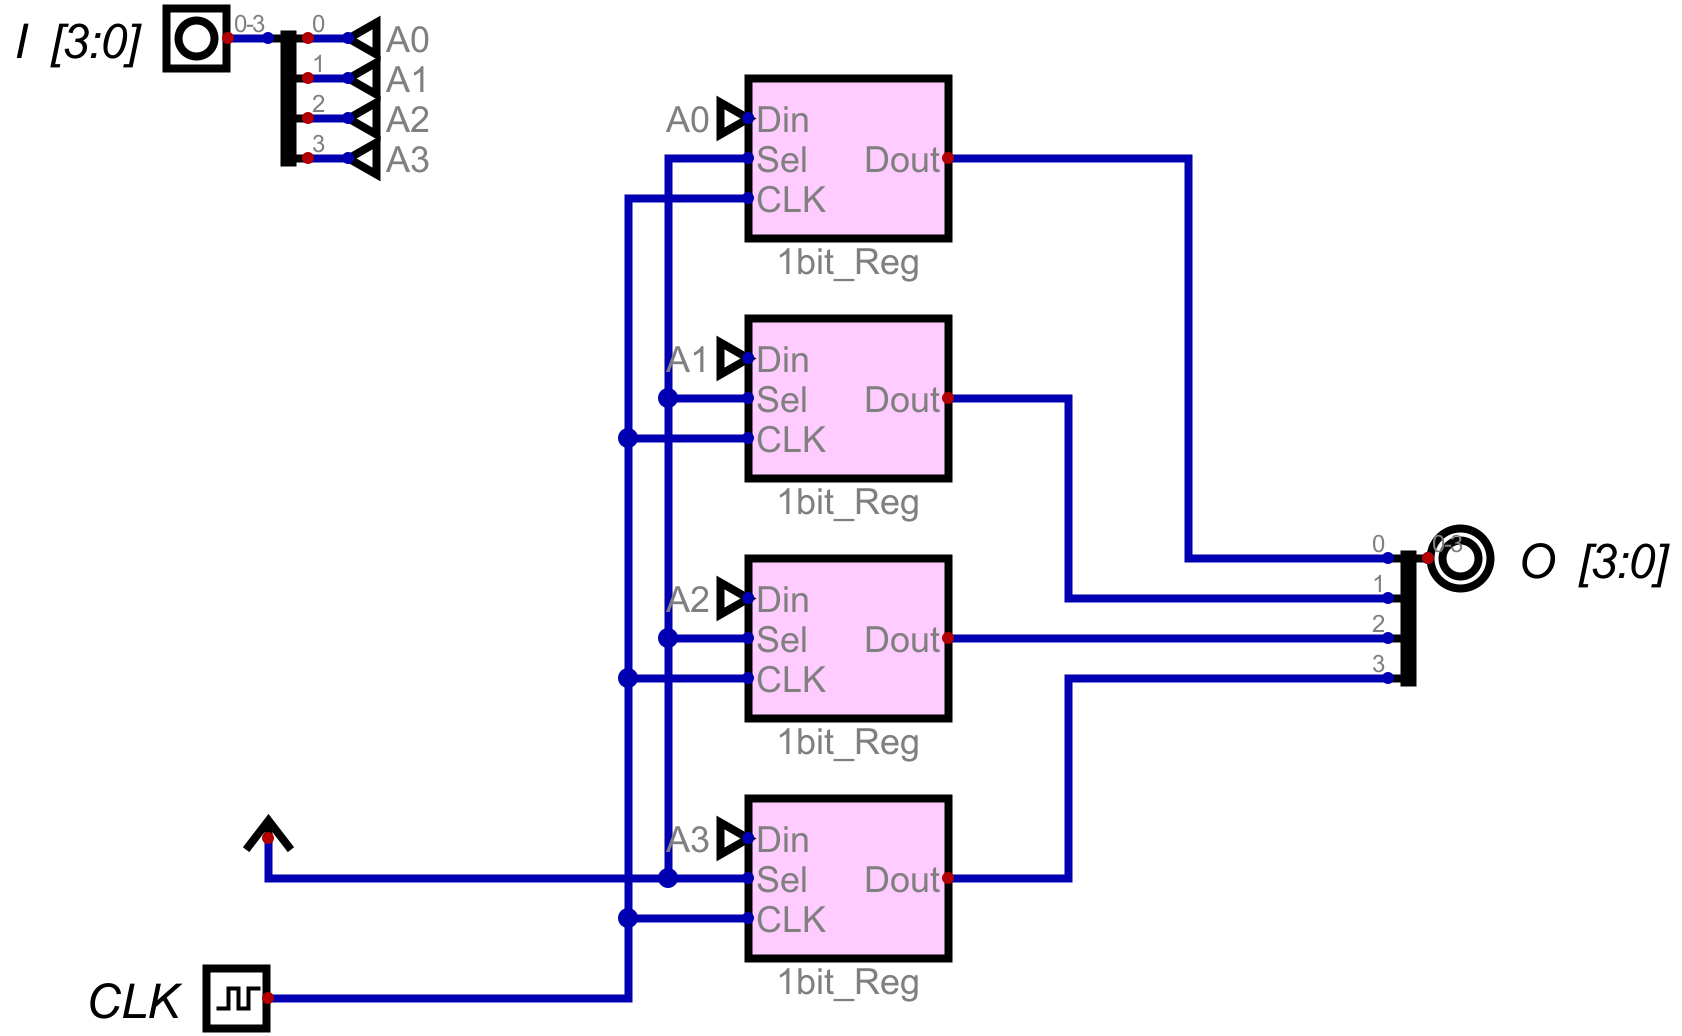 I [3:0]
0-3
0
A0
1
A1
2
A2
3
A3
A0
Din
Sel
Dout
CLK
1bit_Reg
A1
Din
Sel
Dout
CLK
1bit_Reg
A2
Din
Sel
Dout
CLK
1bit_Reg
A3
Din
Sel
Dout
CLK
1bit_Reg
0
1
2
3
0-3
O [3:0]
CLK